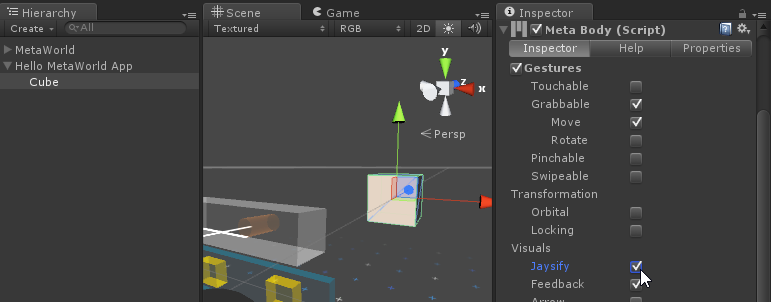 Hierarchy
Create
All
MetaWorld
Hello MetaWorld App
Cube
Scene
Game
Textured
RGB
2D
y
z
x
Persp
Inspector
Meta Body (Script)
Inspector
Help
Properties
Gestures
Touchable
Grabbable
Move
Rotate
Pinchable
Swipeable
Transformation
Orbital
Locking
Visuals
Jaysify
Feedback
Arrow